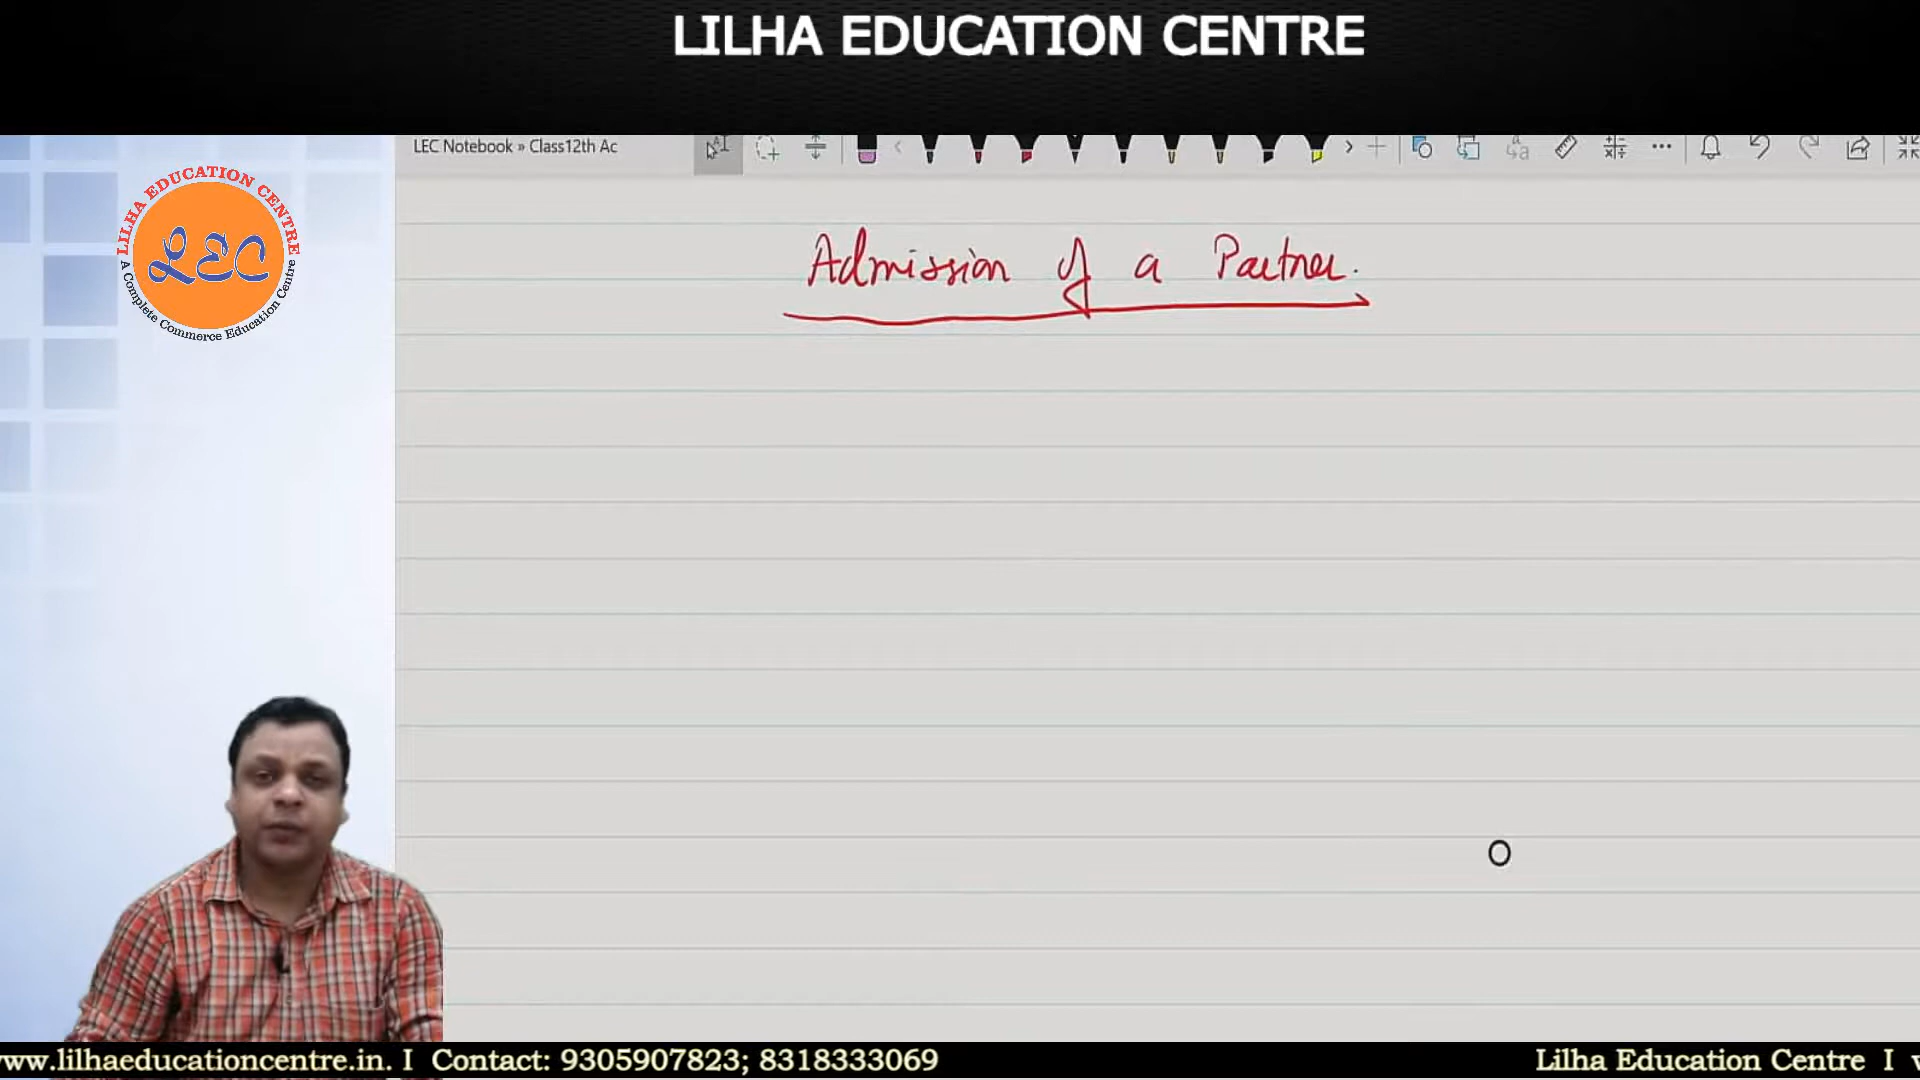 LILHA EDUCATION CENTRE
LEC Notebook » Class12th Ac
LILHA EDUCATION CENTRE
LEC
A Complete Commerce Education Centre
Admission of a Partner.
www.lilhaeducationcentre.in. I Contact: 9305907823; 8318333069
Lilha Education Centre I